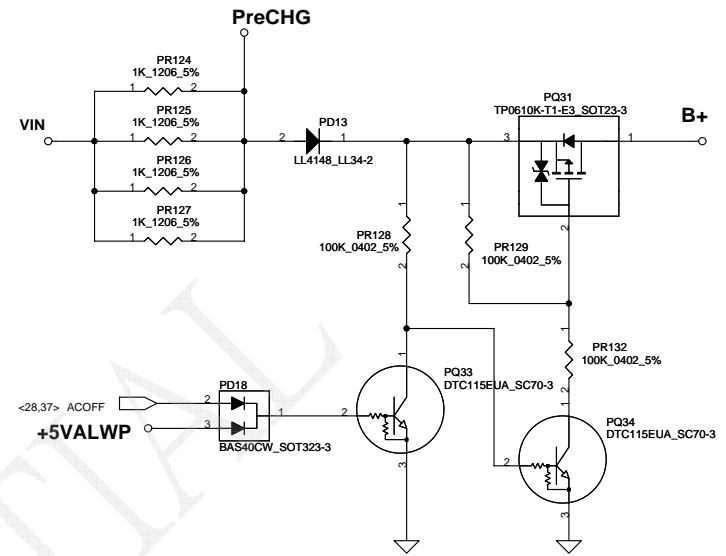 PreCHG
PR124
1K_1206_5%
1 2
PR125
1K_1206_5%
VIN
1 2
PR126
1K_1206_5%
1 2
PR127
1K_1206_5%
1 2
2 PD13 1
LL4148_LL34-2
PQ31
TP0610K-T1-E3_SOT23-3
B+
3 1
2
1
PR128
100K_0402_5%
2
1
PR129
100K_0402_5%
2
1
PR132
100K_0402_5%
2
PD18
<28,37> ACOFF
2
1
+5VALWP
3
BAS40CW_SOT323-3
1
PQ33
DTC115EUA_SC70-3
2
3
1
PQ34
DTC115EUA_SC70-3
2
3
TIAL